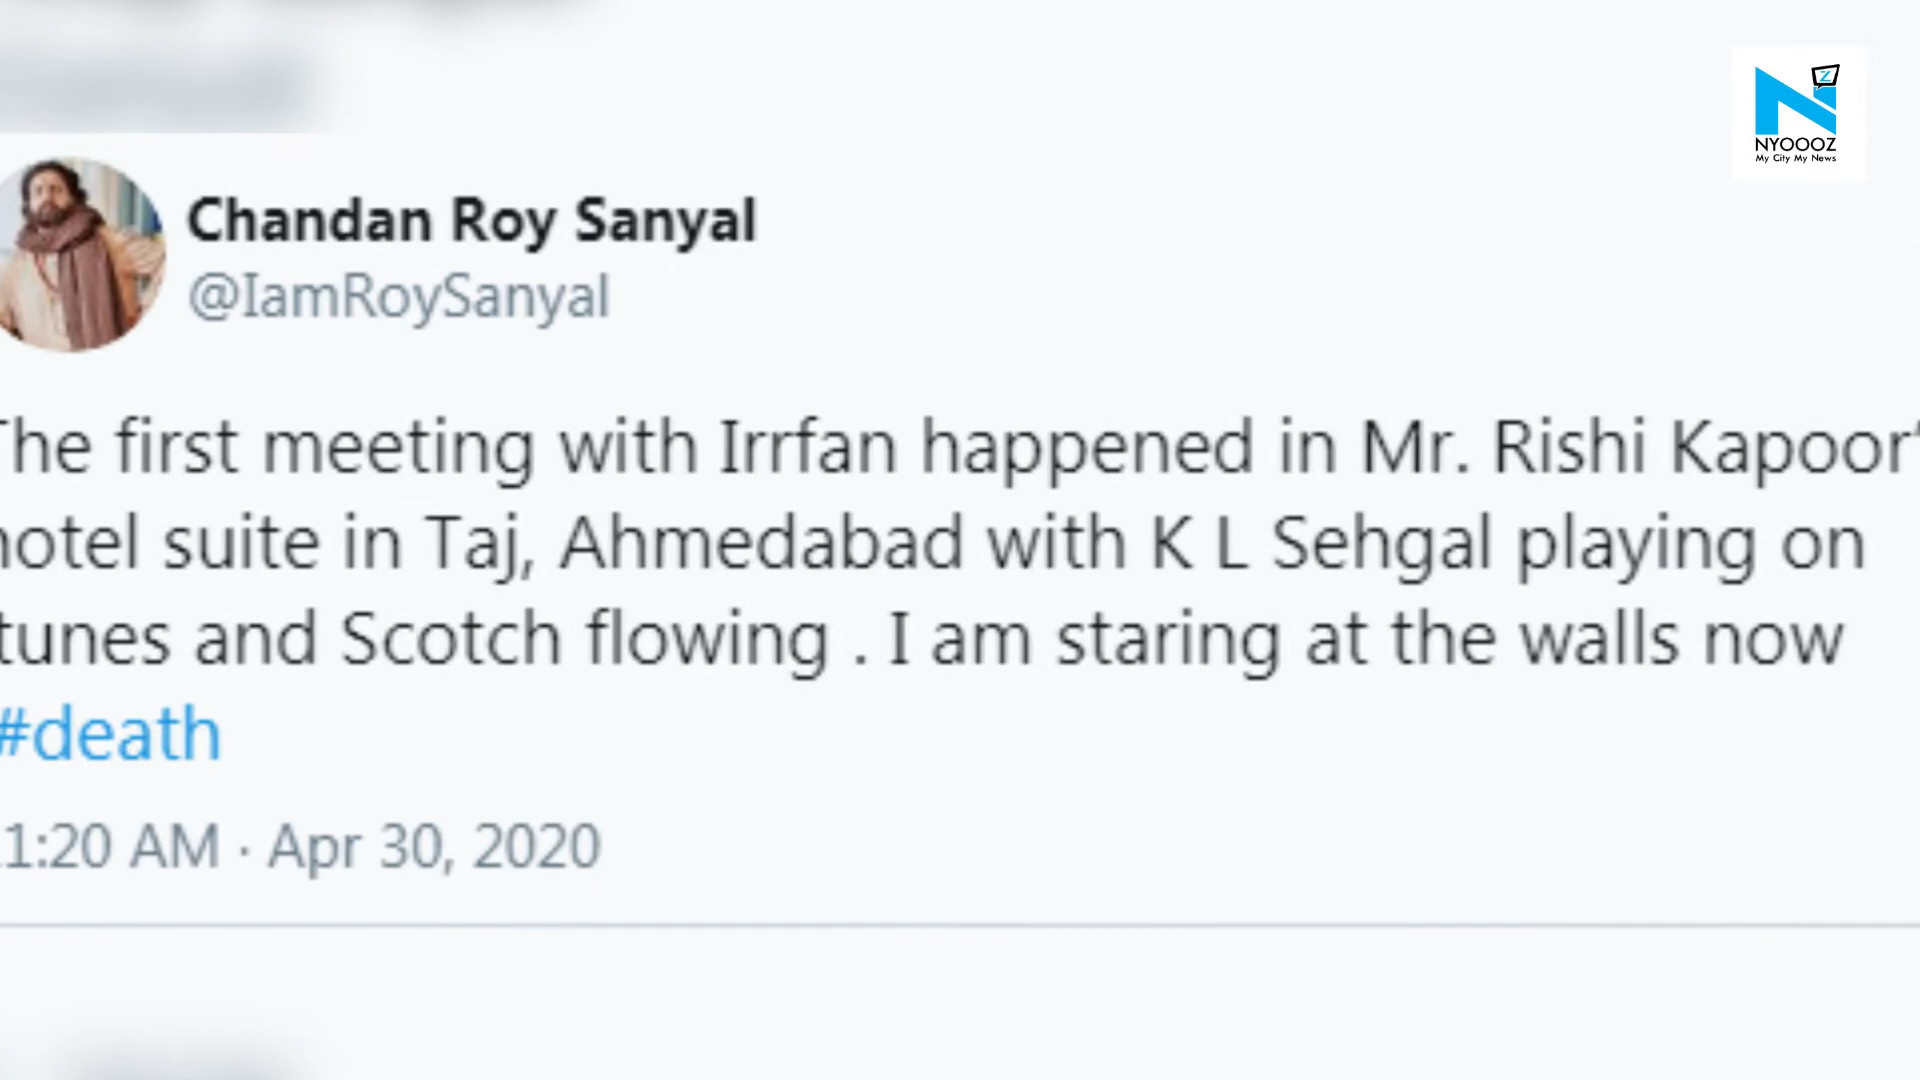 Z
NYOOOZ
My City My News
Chandan Roy Sanyal
@IamRoySanyal
The first meeting with Irrfan happened in Mr. Rishi Kapoor'
hotel suite in Taj, Ahmedabad with K L Sehgal playing on
tunes and Scotch flowing . I am staring at the walls now
#death
1:20 AM · Apr 30, 2020